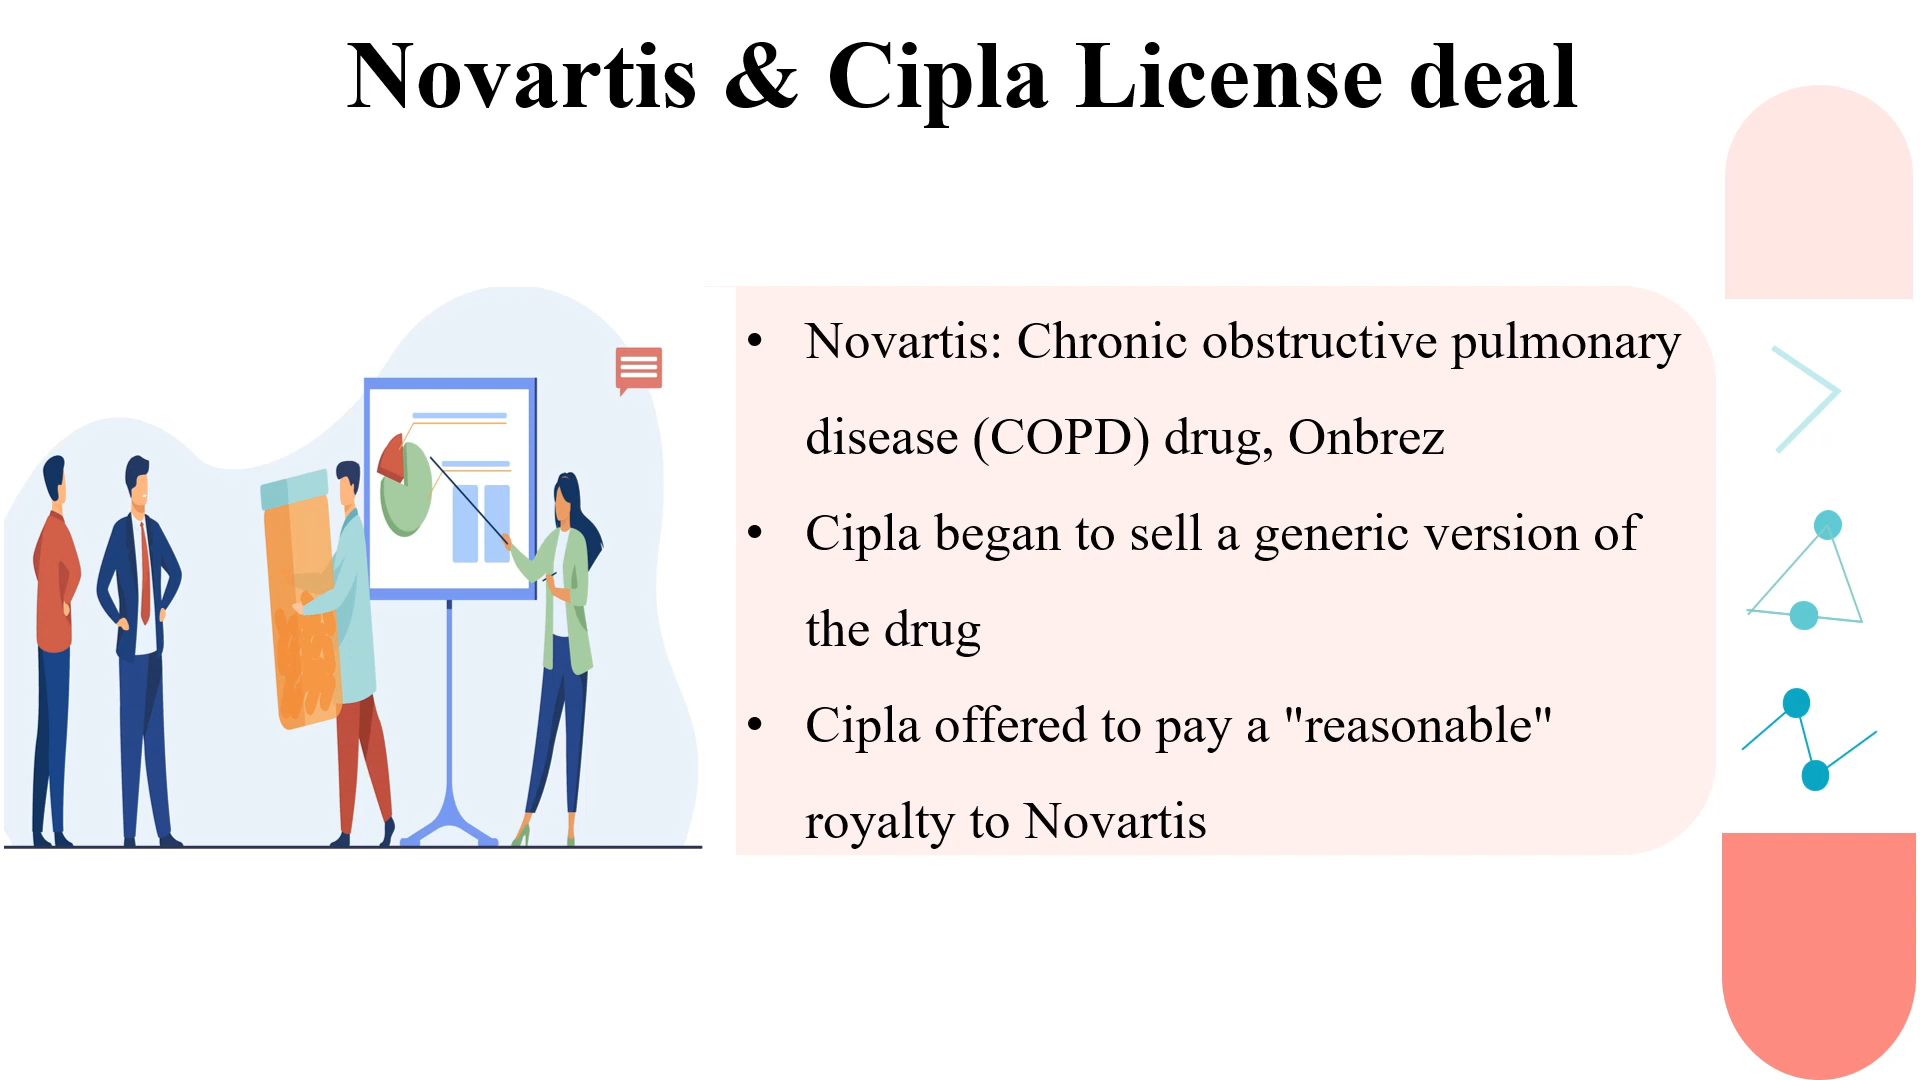 Novartis & Cipla License deal
• Novartis: Chronic obstructive pulmonary
disease (COPD) drug, Onbrez
• Cipla began to sell a generic version of
the drug
• Cipla offered to pay a "reasonable"
royalty to Novartis